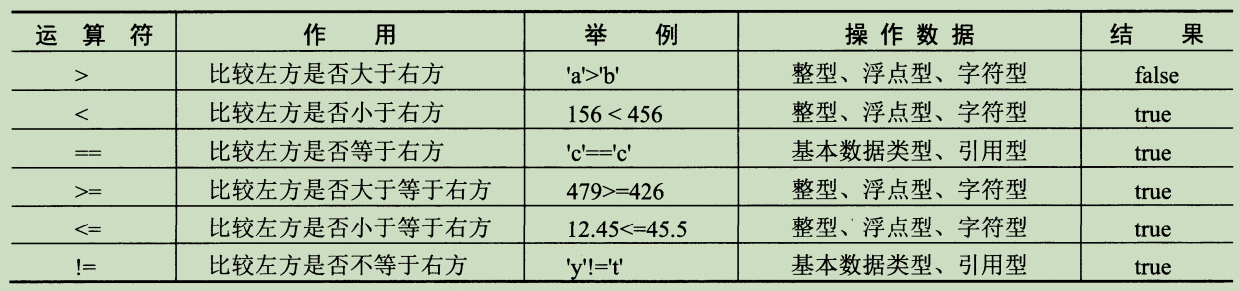 运 算 符 作 用 举 例 操 作 数 据 结 果
> 比较左方是否大于右方 'a'>'b' 整型、浮点型、字符型 false
< 比较左方是否小于右方 156 < 456 整型、浮点型、字符型 true
== 比较左方是否等于右方 'c'=='c' 基本数据类型、引用型 true
>= 比较左方是否大于等于右方 479>=426 整型、浮点型、字符型 true
<= 比较左方是否小于等于右方 12.45<=45.5 整型、浮点型、字符型 true
!= 比较左方是否不等于右方 'y'!='t' 基本数据类型、引用型 true